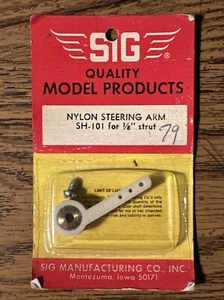 SIG
QUALITY
MODEL PRODUCTS
NYLON STEERING ARM
SH-101 for 1/8" strut
79
LIMIT OF
SIG MANUFACTURING CO., INC.
Montezuma, Iowa 50171